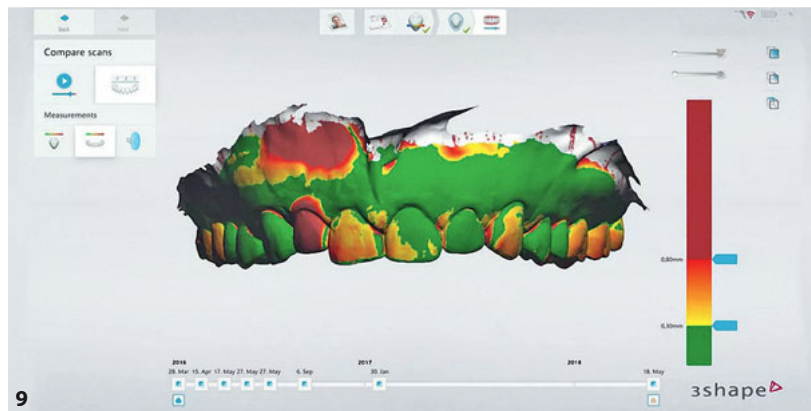 Back
Next
Compare scans
Measurements
0,80mm
0,30mm
2016
2017
2018
28. Mar
15. Apr
17. May
27. May
27. May
6. Sep
30. Jan
18. May
3shape
9